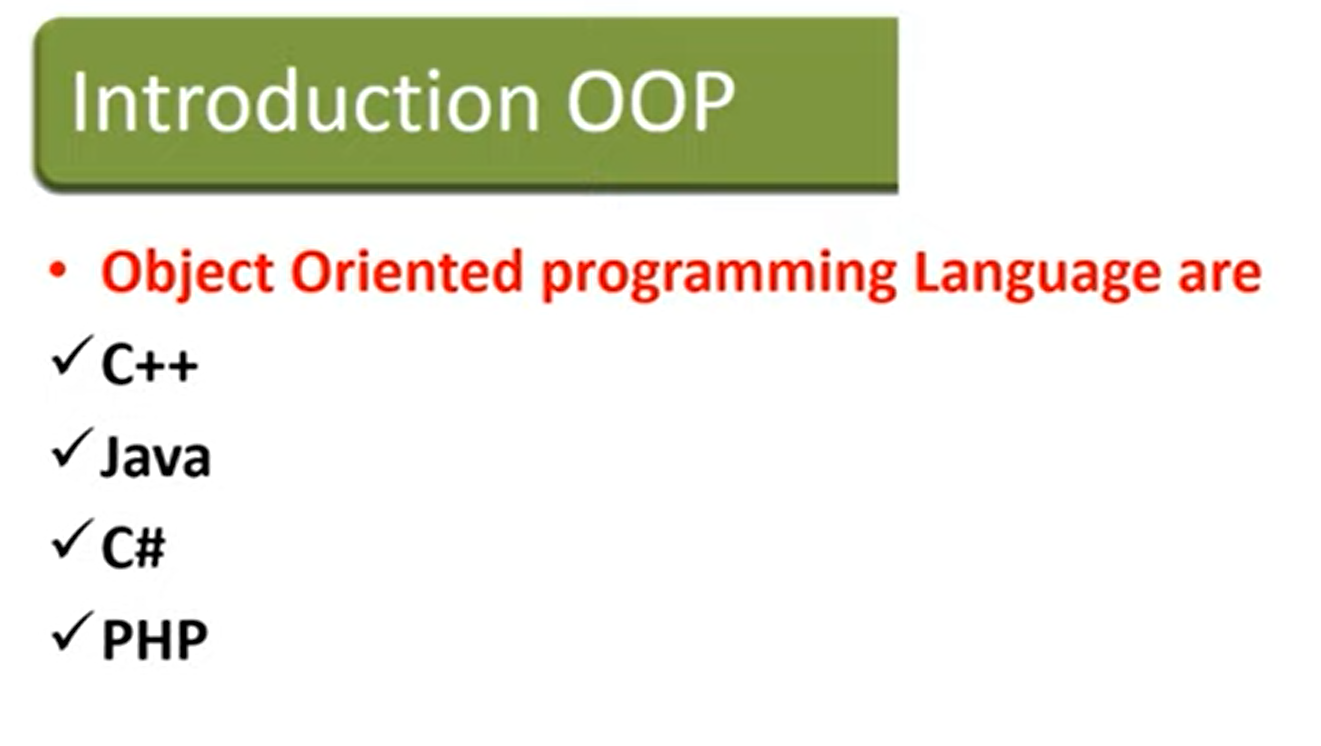 Introduction OOP
• Object Oriented programming Language are
✓ C++
✓ Java
✓ C#
✓ PHP